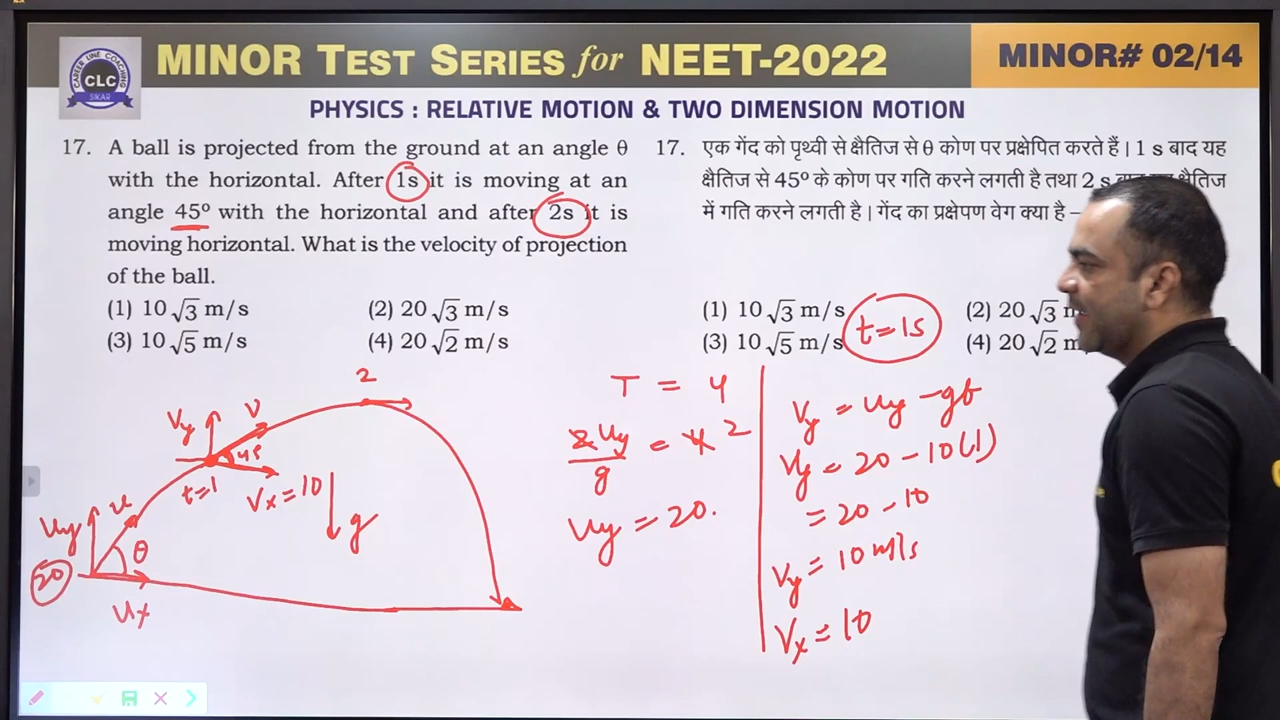 MINOR TEST SERIES for NEET-2022
MINOR# 02/14
CAREER LINE COACHING
CLC
SIKAR
PHYSICS : RELATIVE MOTION & TWO DIMENSION MOTION
17. A ball is projected from the ground at an angle θ
with the horizontal. After 1s it is moving at an
angle 45º with the horizontal and after 2s it is
moving horizontal. What is the velocity of projection
of the ball.
(1) 10√3 m/s (2) 20√3 m/s
(3) 10√5 m/s (4) 20√2 m/s
17. एक गेंद को पृथ्वी से क्षैतिज से θ कोण पर प्रक्षेपित करते हैं। 1 s बाद यह
क्षैतिज से 45º के कोण पर गति करने लगती है तथा 2 s क्षैतिज
में गति करने लगती है। गेंद का प्रक्षेपण वेग क्या है –
(1) 10√3 m/s (2) 20√3
(3) 10√5 m/s (4) 20√2 m
t=1s
2
Vy
V
45
t=1
Vx=10
g
Uy
u
θ
20
Ux
T = 4
2Uy/g = 4 2
Uy = 20.
Vy = Uy - gt
Vy = 20 - 10(1)
= 20 - 10
Vy = 10 m/s
Vx = 10